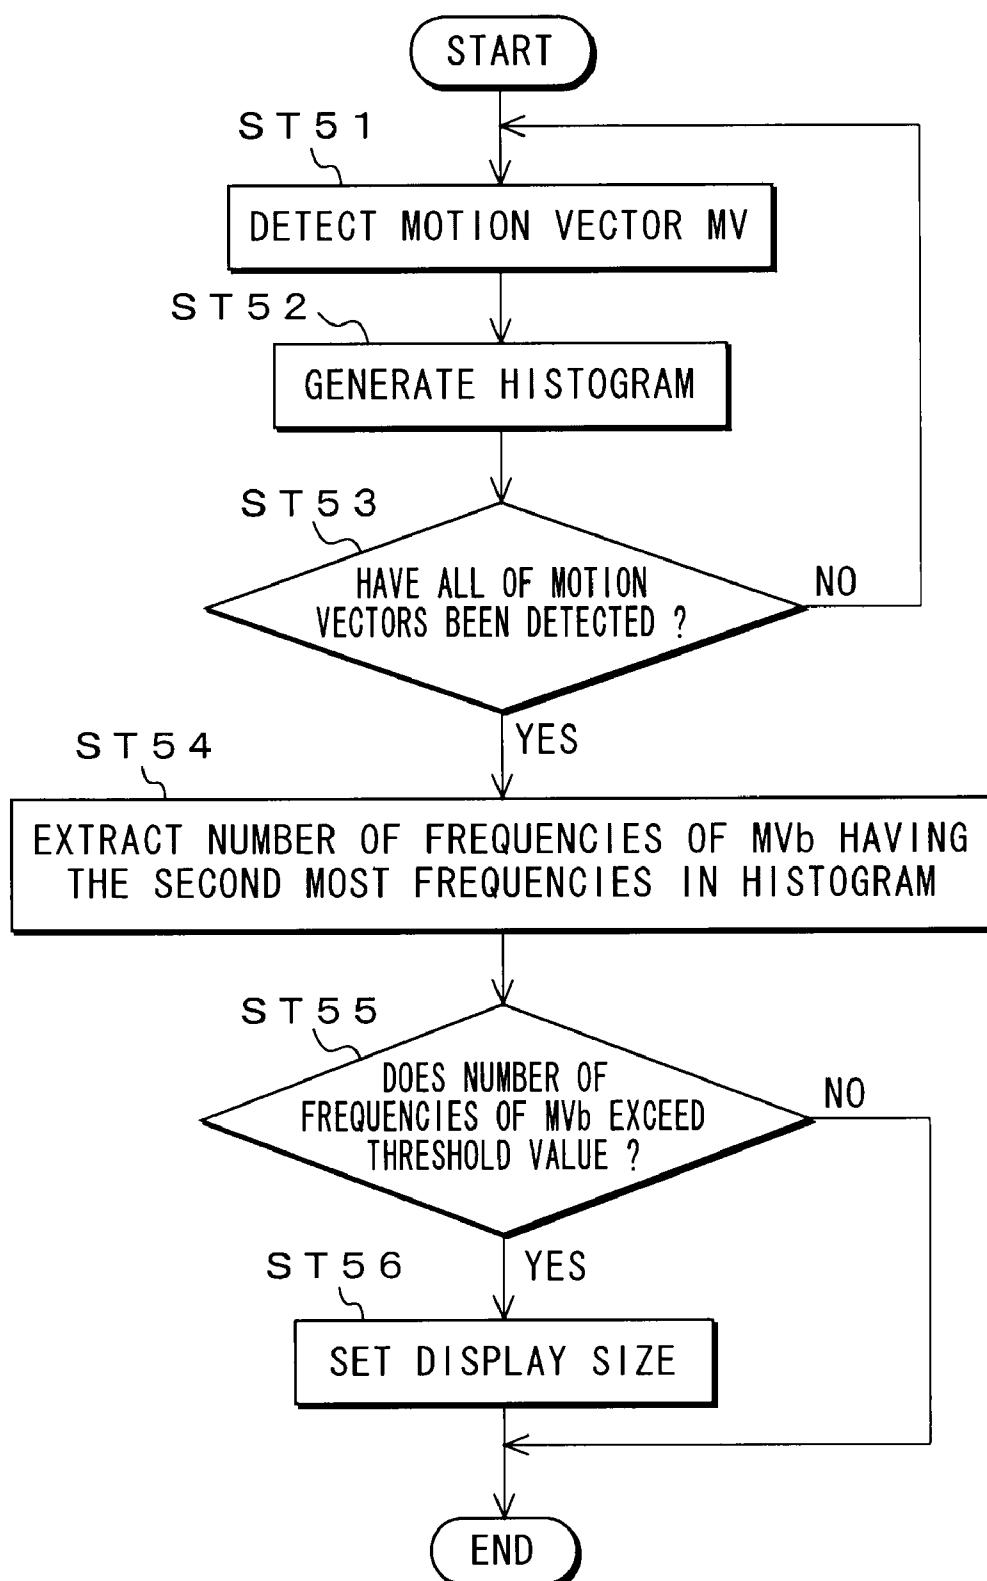 START
ST51
DETECT MOTION VECTOR MV
ST52
GENERATE HISTOGRAM
ST53
HAVE ALL OF MOTION
VECTORS BEEN DETECTED ?
NO
YES
ST54
EXTRACT NUMBER OF FREQUENCIES OF MVb HAVING
THE SECOND MOST FREQUENCIES IN HISTOGRAM
ST55
DOES NUMBER OF
FREQUENCIES OF MVb EXCEED
THRESHOLD VALUE ?
NO
YES
ST56
SET DISPLAY SIZE
END